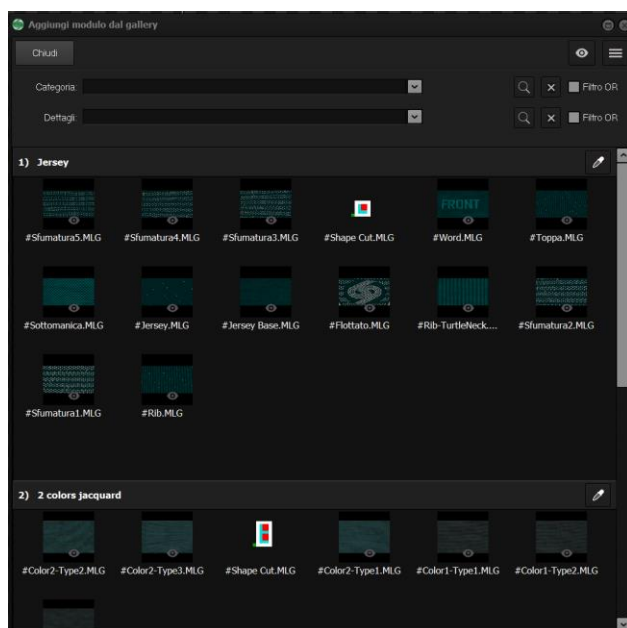 Aggiungi modulo dal gallery
Chiudi
Categoria:
Filtro OR
Dettagli:
Filtro OR
1) Jersey
#Sfumatura5.MLG #Sfumatura4.MLG #Sfumatura3.MLG #Shape Cut.MLG #Word.MLG #Toppa.MLG
FRONT
#Sottomanica.MLG #Jersey.MLG #Jersey Base.MLG #Flottato.MLG #Rib-TurtleNeck.... #Sfumatura2.MLG
#Sfumatura1.MLG #Rib.MLG
2) 2 colors jacquard
#Color2-Type2.MLG #Color2-Type3.MLG #Shape Cut.MLG #Color2-Type1.MLG #Color1-Type1.MLG #Color1-Type2.MLG